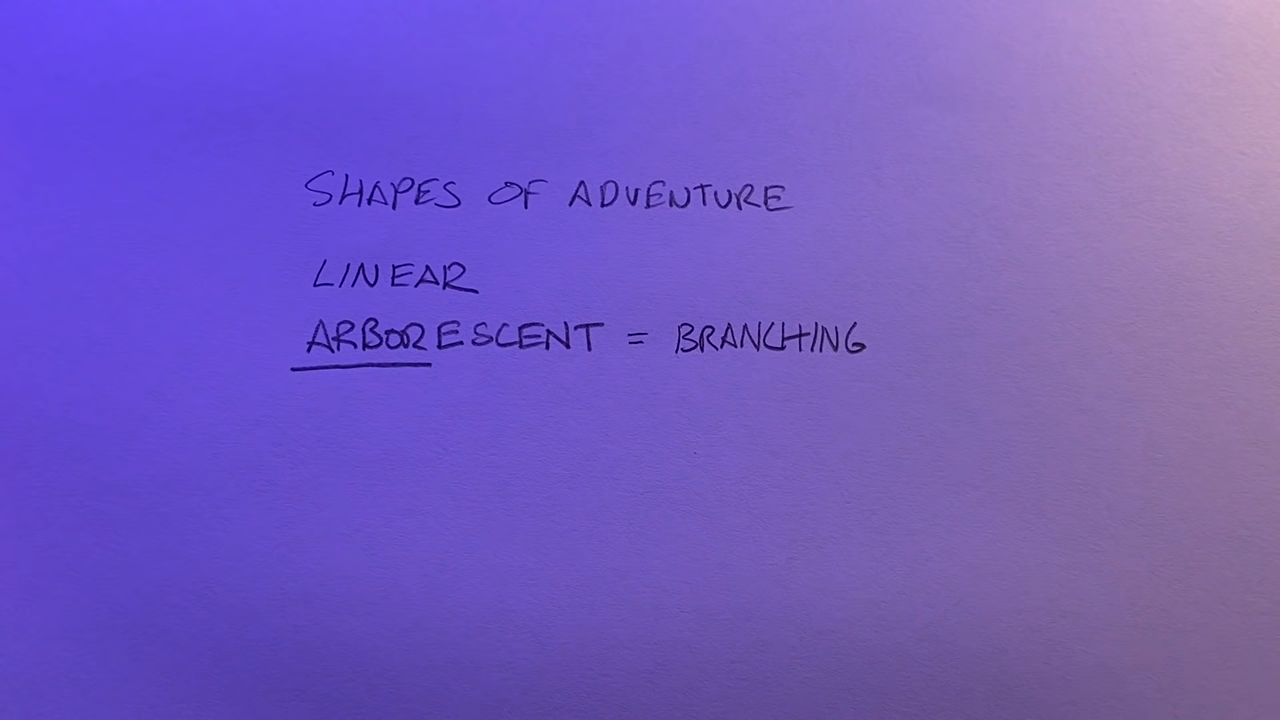 SHAPES OF ADVENTURE
LINEAR
ARBORESCENT = BRANCHING